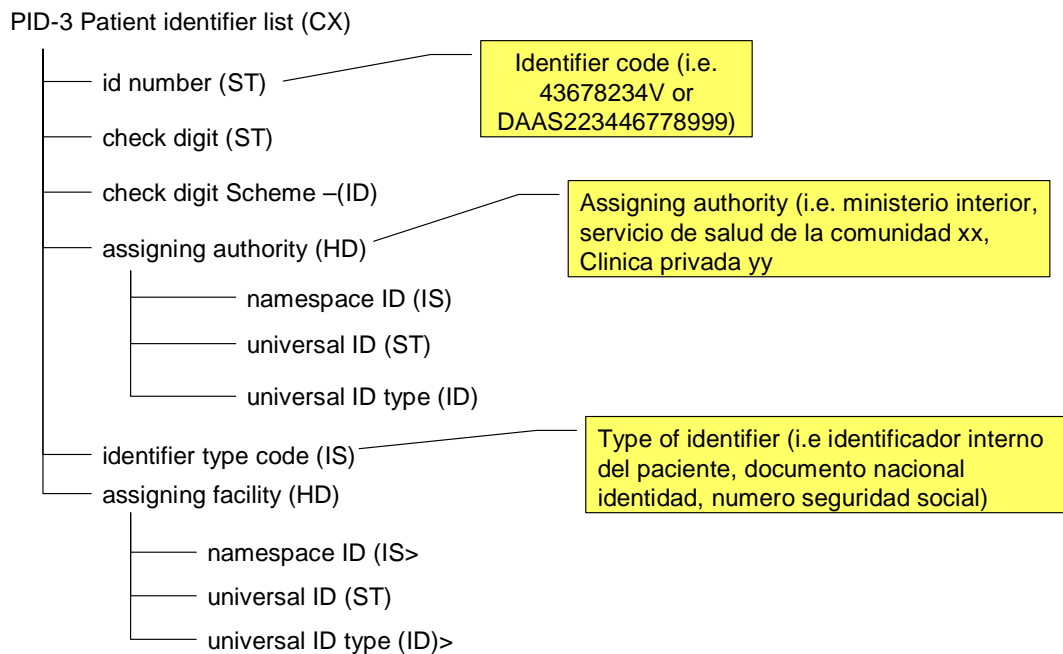 PID-3 Patient identifier list (CX)
id number (ST)
Identifier code (i.e.
43678234V or
DAAS223446778999)
check digit (ST)
check digit Scheme –(ID)
assigning authority (HD)
Assigning authority (i.e. ministerio interior,
servicio de salud de la comunidad xx,
Clinica privada yy
namespace ID (IS)
universal ID (ST)
universal ID type (ID)
identifier type code (IS)
Type of identifier (i.e identificador interno
del paciente, documento nacional
identidad, numero seguridad social)
assigning facility (HD)
namespace ID (IS>
universal ID (ST)
universal ID type (ID)>